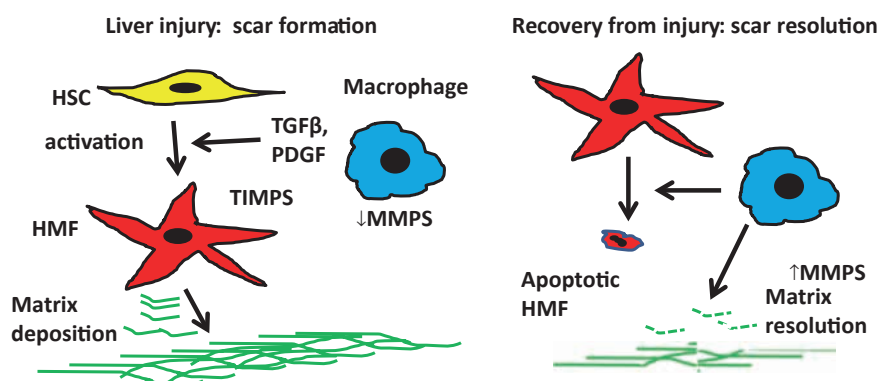 Liver injury: scar formation
HSC
Macrophage
activation
TGFβ,
PDGF
TIMPS
HMF
↓MMPS
Matrix
deposition
Recovery from injury: scar resolution
Apoptotic
HMF
↑MMPS
Matrix
resolution